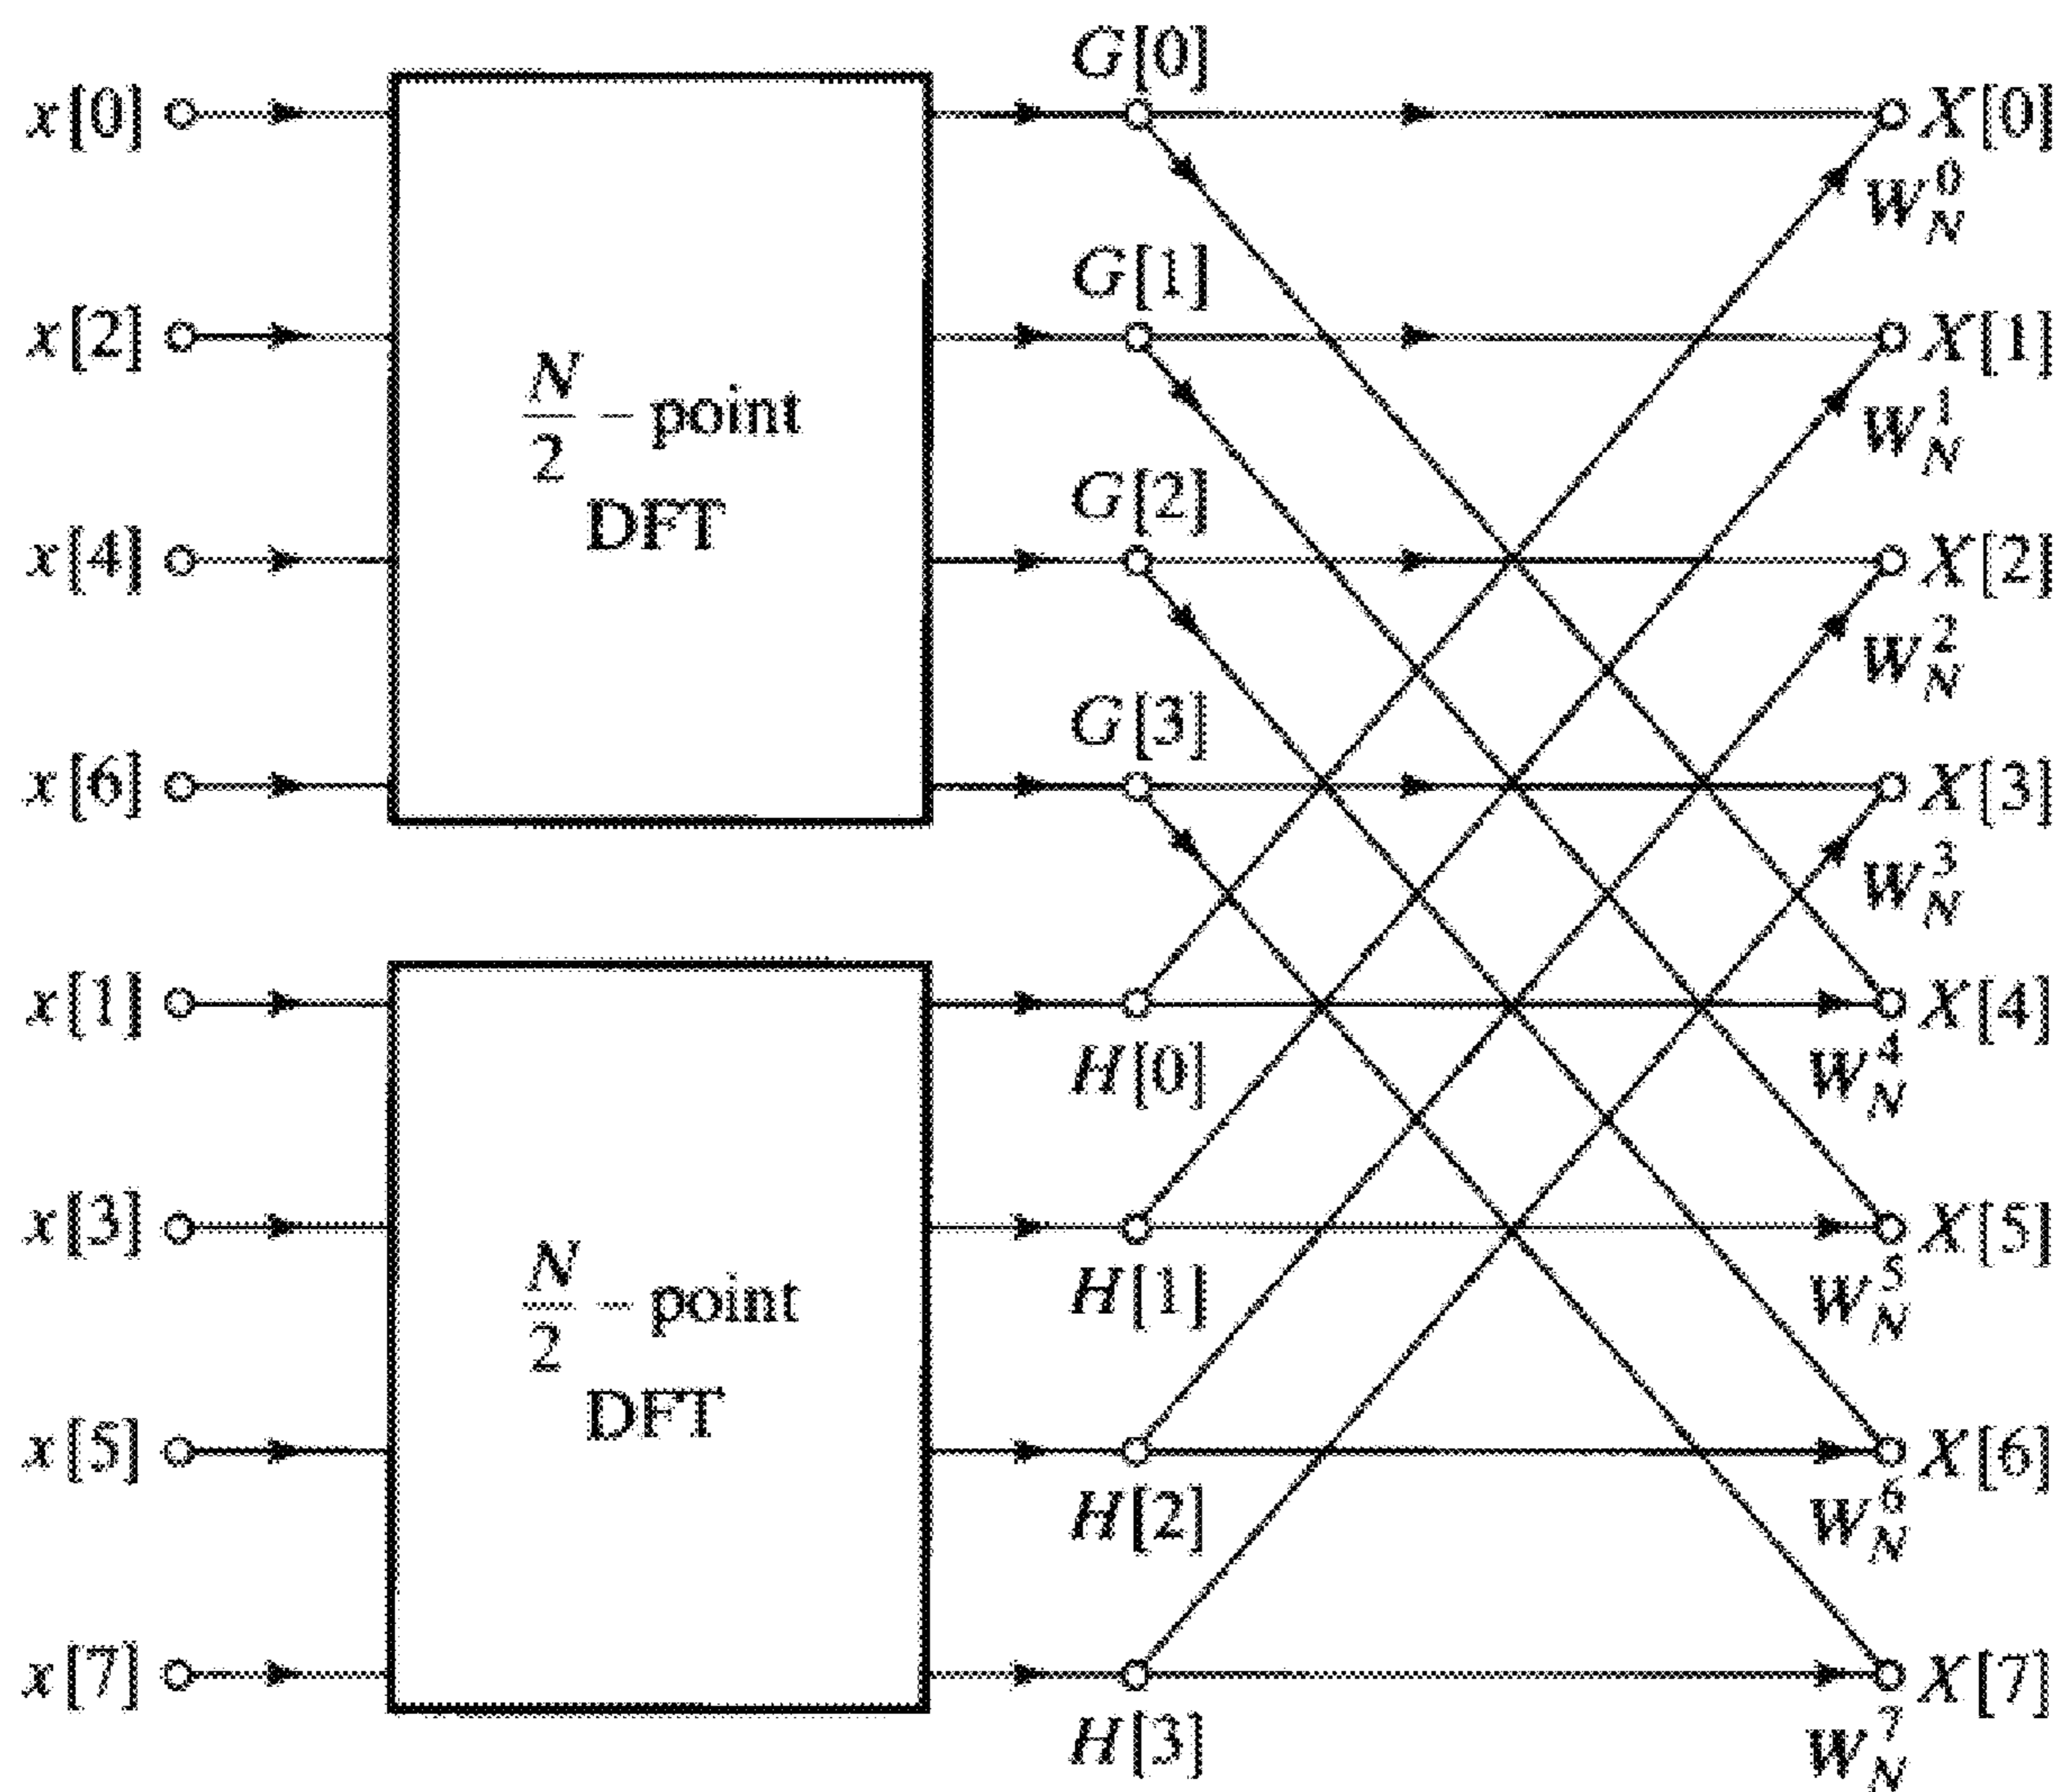 G[0]
x[0]
X[0]
W_N^0
G[1]
x[2]
X[1]
W_N^1
N/2 – point
DFT
G[2]
x[4]
X[2]
W_N^2
G[3]
x[6]
X[3]
W_N^3
x[1]
X[4]
H[0]
W_N^4
x[3]
X[5]
N/2 – point
DFT
H[1]
W_N^5
x[5]
X[6]
H[2]
W_N^6
x[7]
X[7]
H[3]
W_N^7